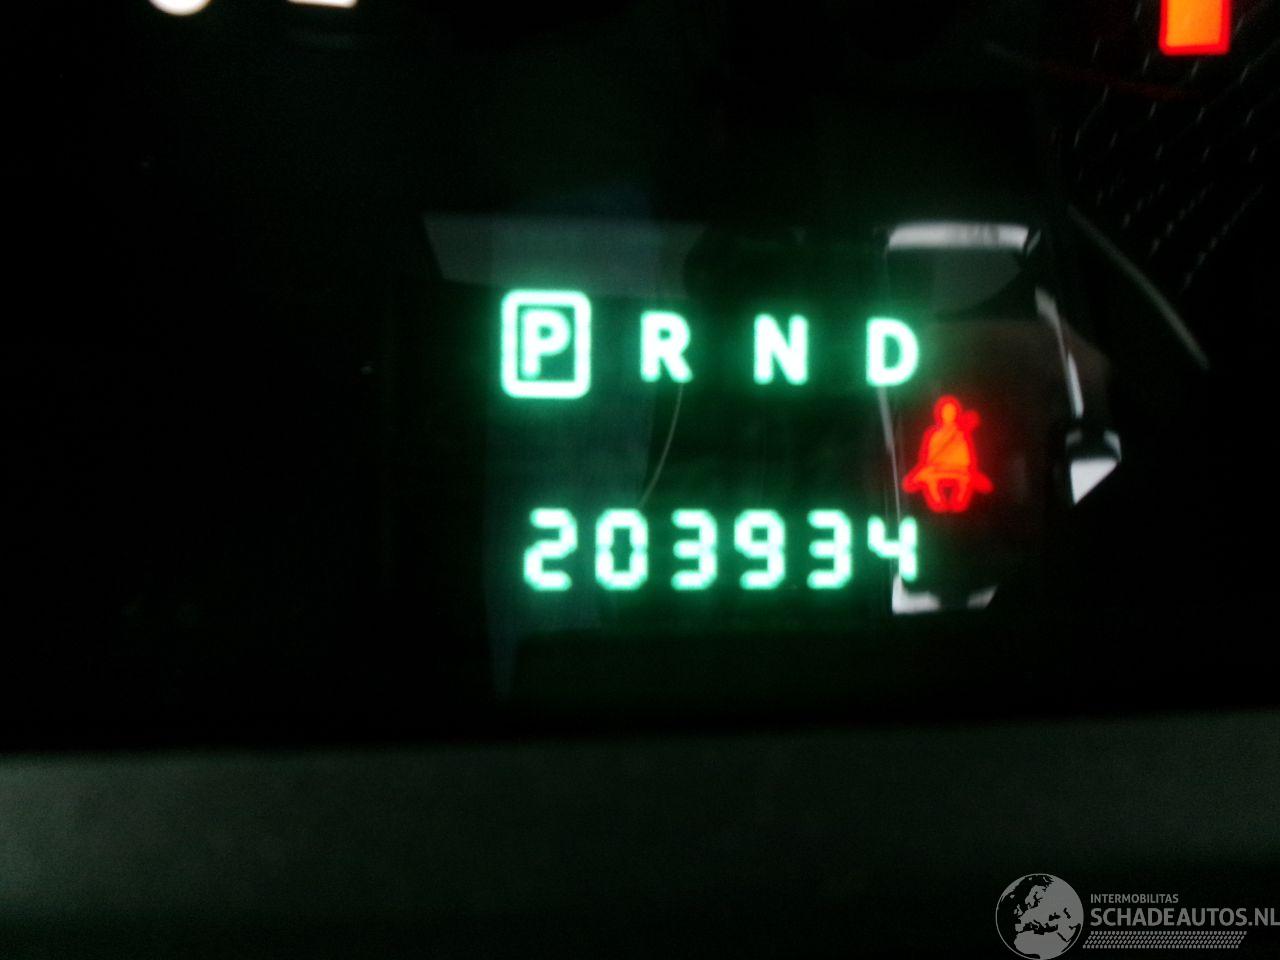 P R N D
203934
INTERMOBILITAS
SCHADEAUTOS.NL